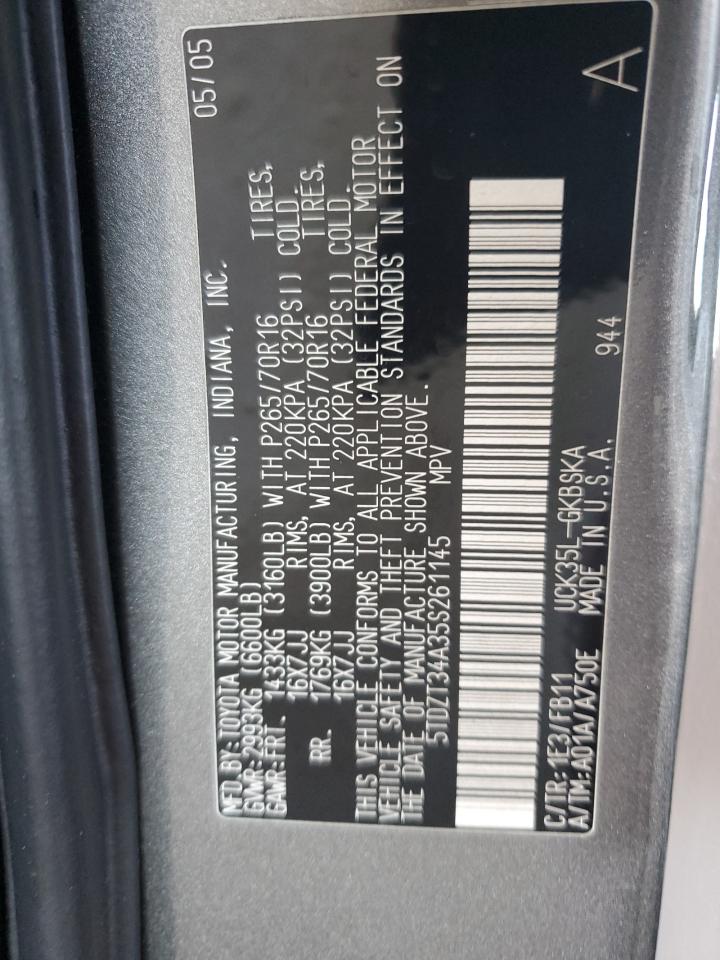 MFD BY:TOYOTA MOTOR MANUFACTURING, INDIANA, INC. 05/05
GVWR:2993KG (6600LB)
GAWR:FRT. 1433KG (3160LB) WITH P265/70R16 TIRES,
16X7JJ RIMS, AT 220KPA (32PSI) COLD.
RR. 1769KG (3900LB) WITH P265/70R16 TIRES,
16X7JJ RIMS, AT 220KPA (32PSI) COLD.
THIS VEHICLE CONFORMS TO ALL APPLICABLE FEDERAL MOTOR
VEHICLE SAFETY AND THEFT PREVENTION STANDARDS IN EFFECT ON
THE DATE OF MANUFACTURE SHOWN ABOVE.
5TDZT34A35S261145 MPV
C/TR:1E3/FB11 UCK35L-GKBSKA
A/TM:A01A/A750E MADE IN U.S.A. 944
A